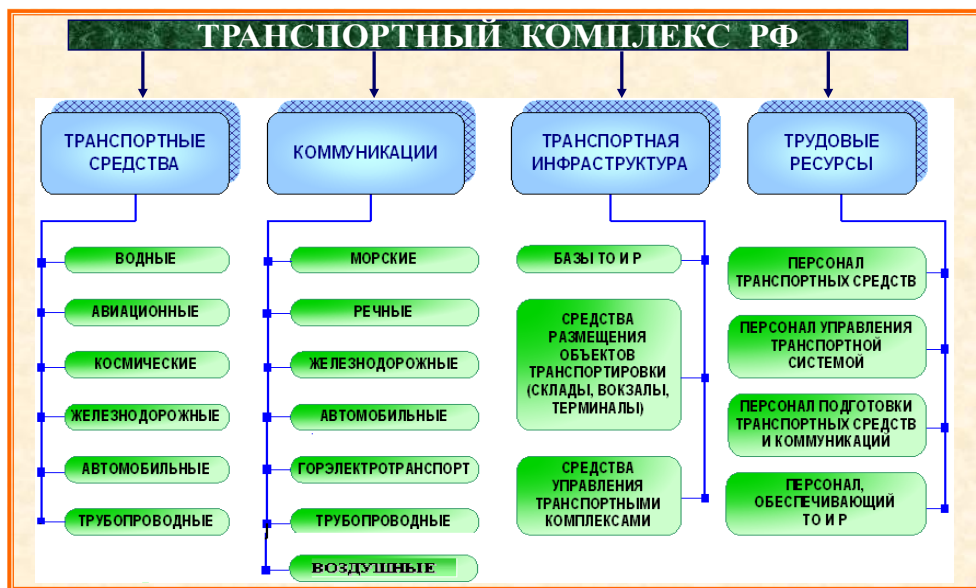 ТРАНСПОРТНЫЙ КОМПЛЕКС РФ
ТРАНСПОРТНЫЕ
СРЕДСТВА
ВОДНЫЕ
АВИАЦИОННЫЕ
КОСМИЧЕСКИЕ
ЖЕЛЕЗНОДОРОЖНЫЕ
АВТОМОБИЛЬНЫЕ
ТРУБОПРОВОДНЫЕ
КОММУНИКАЦИИ
МОРСКИЕ
РЕЧНЫЕ
ЖЕЛЕЗНОДОРОЖНЫЕ
АВТОМОБИЛЬНЫЕ
ГОРЭЛЕКТРОТРАНСПОРТ
ТРУБОПРОВОДНЫЕ
ВОЗДУШНЫЕ
ТРАНСПОРТНАЯ
ИНФРАСТРУКТУРА
БАЗЫ ТО И Р
СРЕДСТВА
РАЗМЕЩЕНИЯ
ОБЪЕКТОВ
ТРАНСПОРТИРОВКИ
(СКЛАДЫ, ВОКЗАЛЫ,
ТЕРМИНАЛЫ)
СРЕДСТВА
УПРАВЛЕНИЯ
ТРАНСПОРТНЫМИ
КОМПЛЕКСАМИ
ТРУДОВЫЕ
РЕСУРСЫ
ПЕРСОНАЛ
ТРАНСПОРТНЫХ СРЕДСТВ
ПЕРСОНАЛ УПРАВЛЕНИЯ
ТРАНСПОРТНОЙ
СИСТЕМОЙ
ПЕРСОНАЛ ПОДГОТОВКИ
ТРАНСПОРТНЫХ СРЕДСТВ
И КОММУНИКАЦИЙ
ПЕРСОНАЛ,
ОБЕСПЕЧИВАЮЩИЙ
ТО И Р